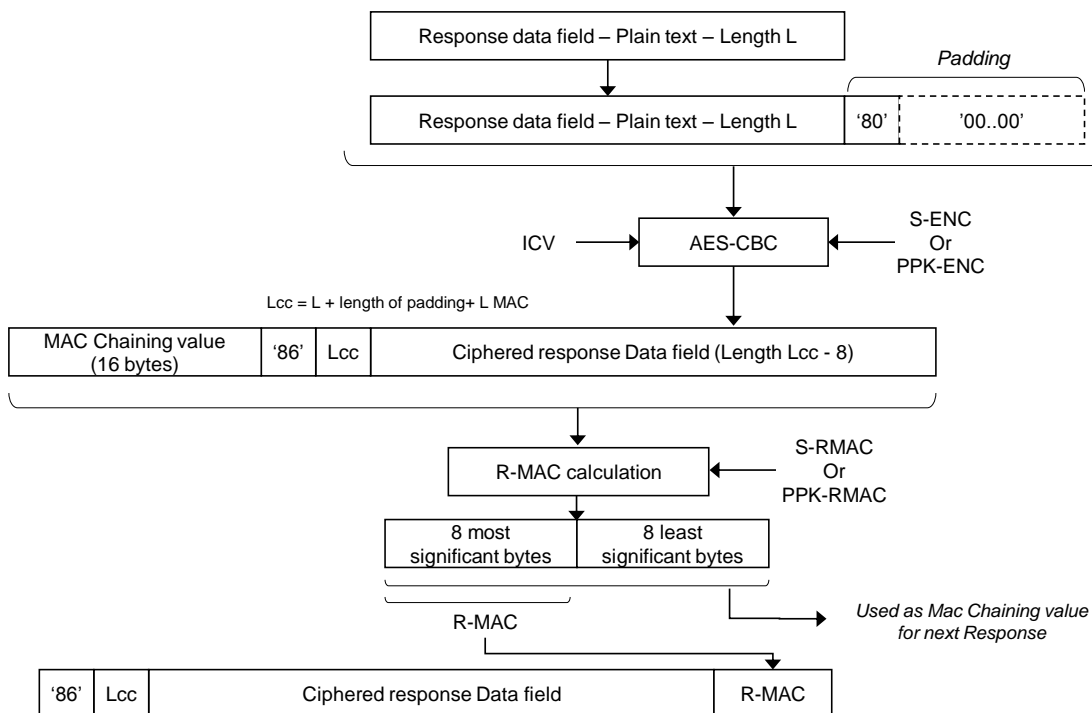 Response data field – Plain text – Length L
Padding
Response data field – Plain text – Length L
‘80’
’00..00’
ICV
AES-CBC
S-ENC
Or
PPK-ENC
Lcc = L + length of padding+ L MAC
MAC Chaining value
(16 bytes)
‘86’
Lcc
Ciphered response Data field (Length Lcc - 8)
R-MAC calculation
S-RMAC
Or
PPK-RMAC
8 most
significant bytes
8 least
significant bytes
R-MAC
Used as Mac Chaining value
for next Response
‘86’
Lcc
Ciphered response Data field
R-MAC